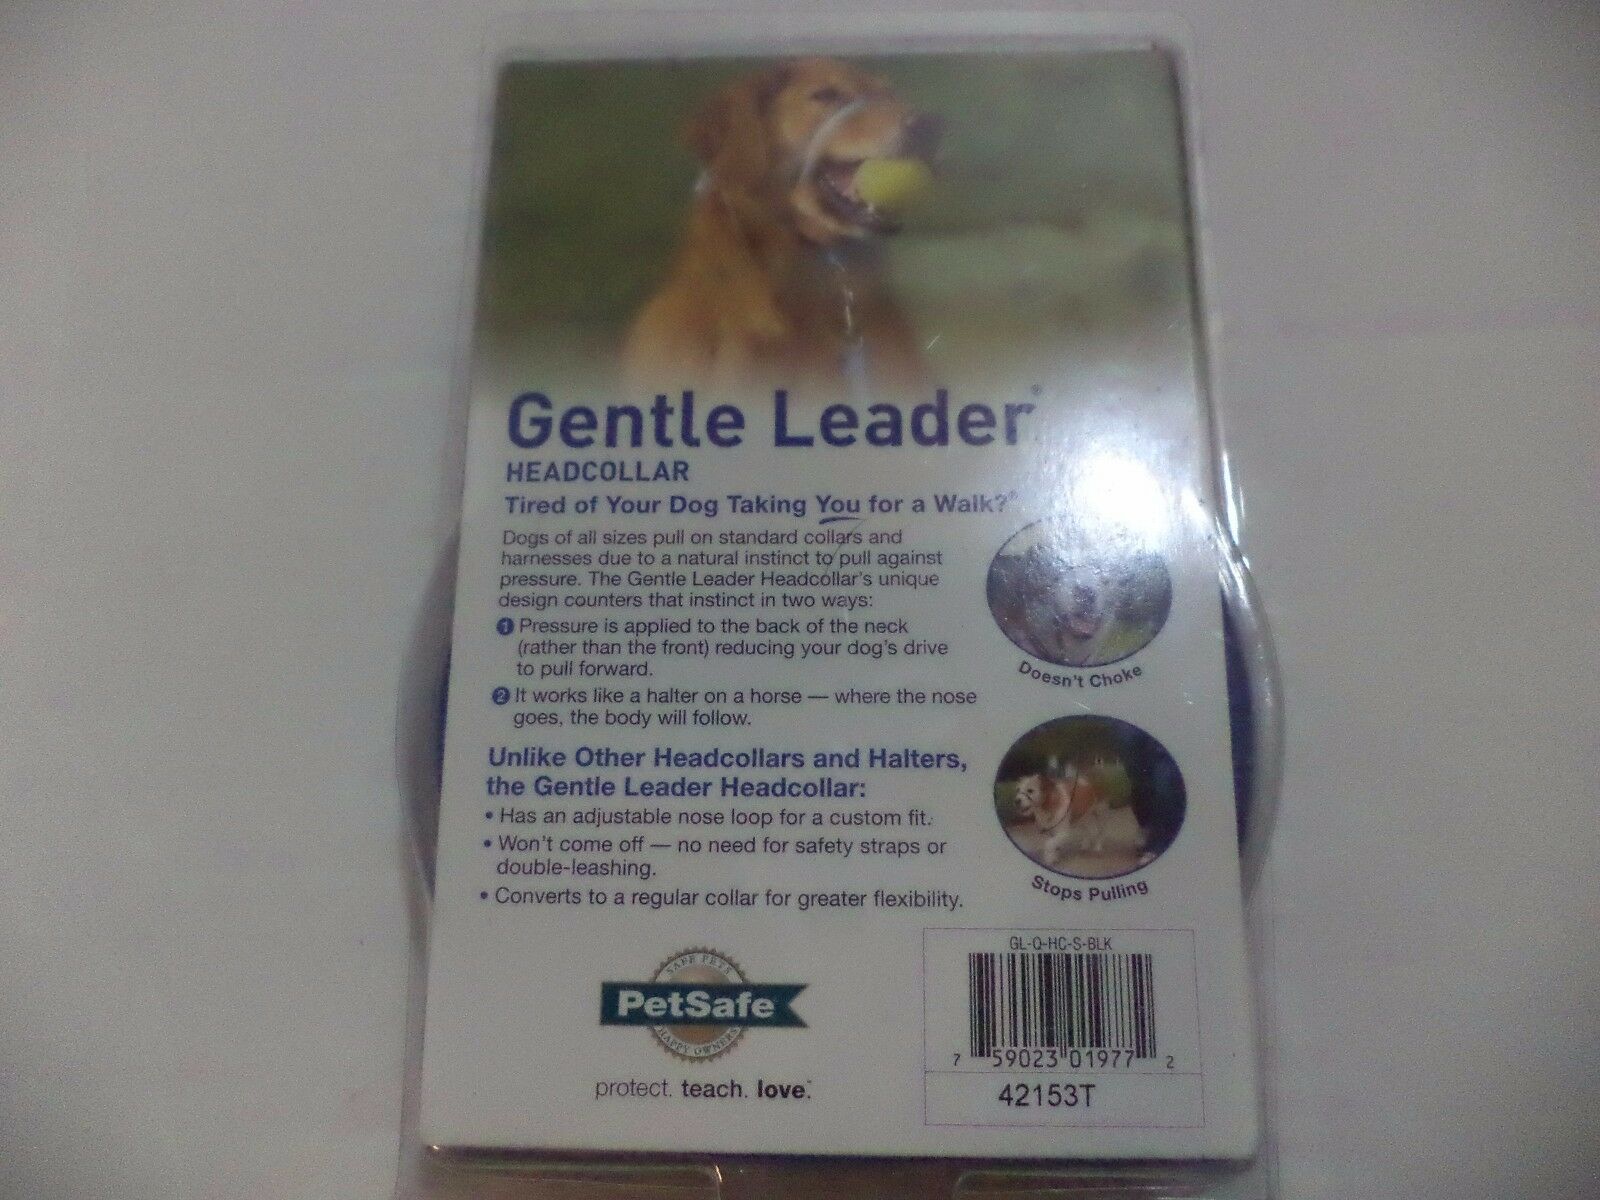 Gentle Leader®
HEADCOLLAR
Tired of Your Dog Taking You for a Walk?®
Dogs of all sizes pull on standard collars and
harnesses due to a natural instinct to pull against
pressure. The Gentle Leader Headcollar's unique
design counters that instinct in two ways:
1 Pressure is applied to the back of the neck
(rather than the front) reducing your dog's drive
to pull forward.
2 It works like a halter on a horse — where the nose
goes, the body will follow.
Doesn't Choke
Unlike Other Headcollars and Halters,
the Gentle Leader Headcollar:
• Has an adjustable nose loop for a custom fit.
• Won't come off — no need for safety straps or
double-leashing.
• Converts to a regular collar for greater flexibility.
Stops Pulling
SAFE PETS
PetSafe
HAPPY OWNERS
protect. teach. love.™
GL-Q-HC-S-BLK
7 59023 01977 2
42153T